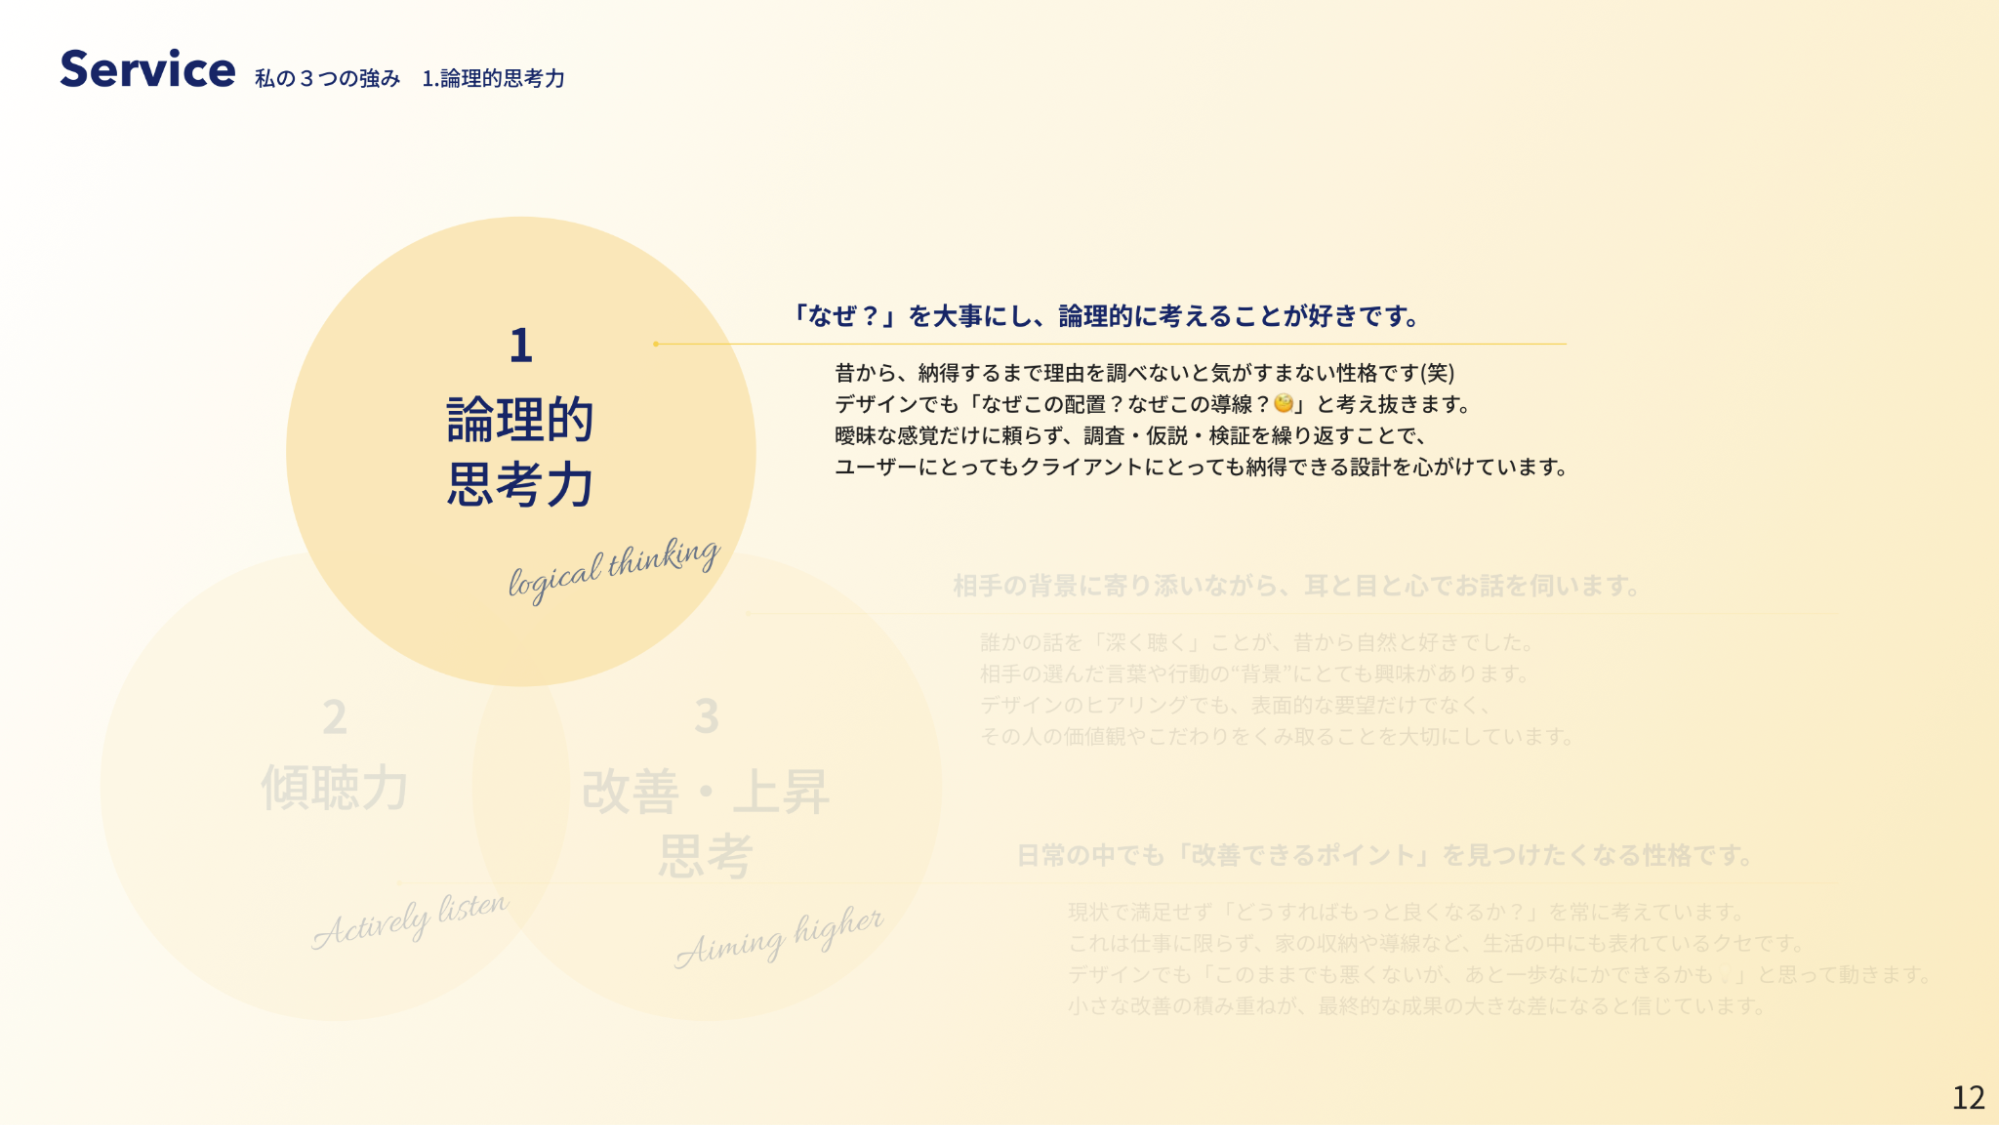 Service 私の３つの強み　1.論理的思考力
1
論理的
思考力
logical thinking
「なぜ？」を大事にし、論理的に考えることが好きです。
昔から、納得するまで理由を調べないと気がすまない性格です(笑)
デザインでも「なぜこの配置？なぜこの導線？🧐」と考え抜きます。
曖昧な感覚だけに頼らず、調査・仮説・検証を繰り返すことで、
ユーザーにとってもクライアントにとっても納得できる設計を心がけています。
2
傾聴力
Actively listen
相手の背景に寄り添いながら、耳と目と心でお話を伺います。
誰かの話を「深く聴く」ことが、昔から自然と好きでした。
相手の選んだ言葉や行動の“背景”にとても興味があります。
デザインのヒアリングでも、表面的な要望だけでなく、
その人の価値観やこだわりをくみ取ることを大切にしています。
3
改善・上昇
思考
Aiming higher
日常の中でも「改善できるポイント」を見つけたくなる性格です。
現状で満足せず「どうすればもっと良くなるか？」を常に考えています。
これは仕事に限らず、家の収納や導線など、生活の中にも表れているクセです。
デザインでも「このままでも悪くないが、あと一歩なにかできるかも..」と思って動きます。
小さな改善の積み重ねが、最終的な成果の大きな差になると信じています。
12